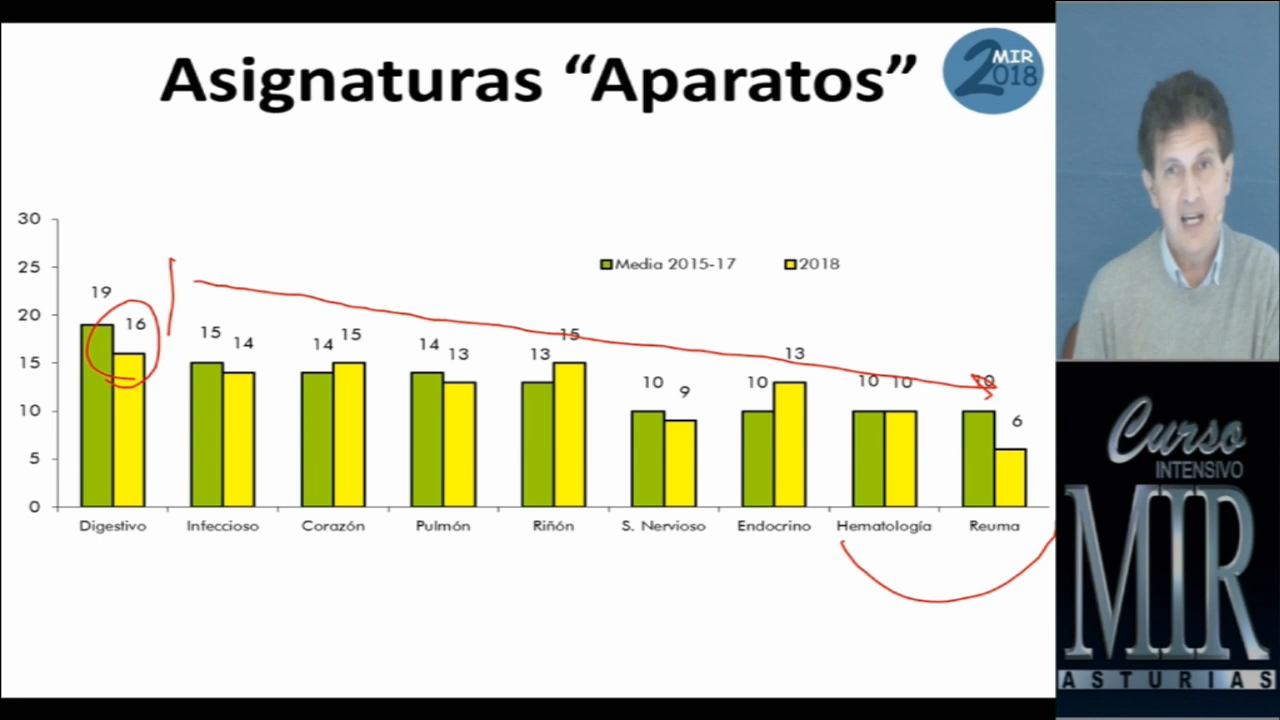 Asignaturas “Aparatos”
2 MIR
018
30
25
20
15
10
5
0
Media 2015-17
2018
19
16
15
14
14
15
14
13
13
15
10
9
10
13
10
10
6
Digestivo
Infeccioso
Corazón
Pulmón
Riñón
S. Nervioso
Endocrino
Hematología
Reuma
Curso
INTENSIVO
MIR
ASTURIAS